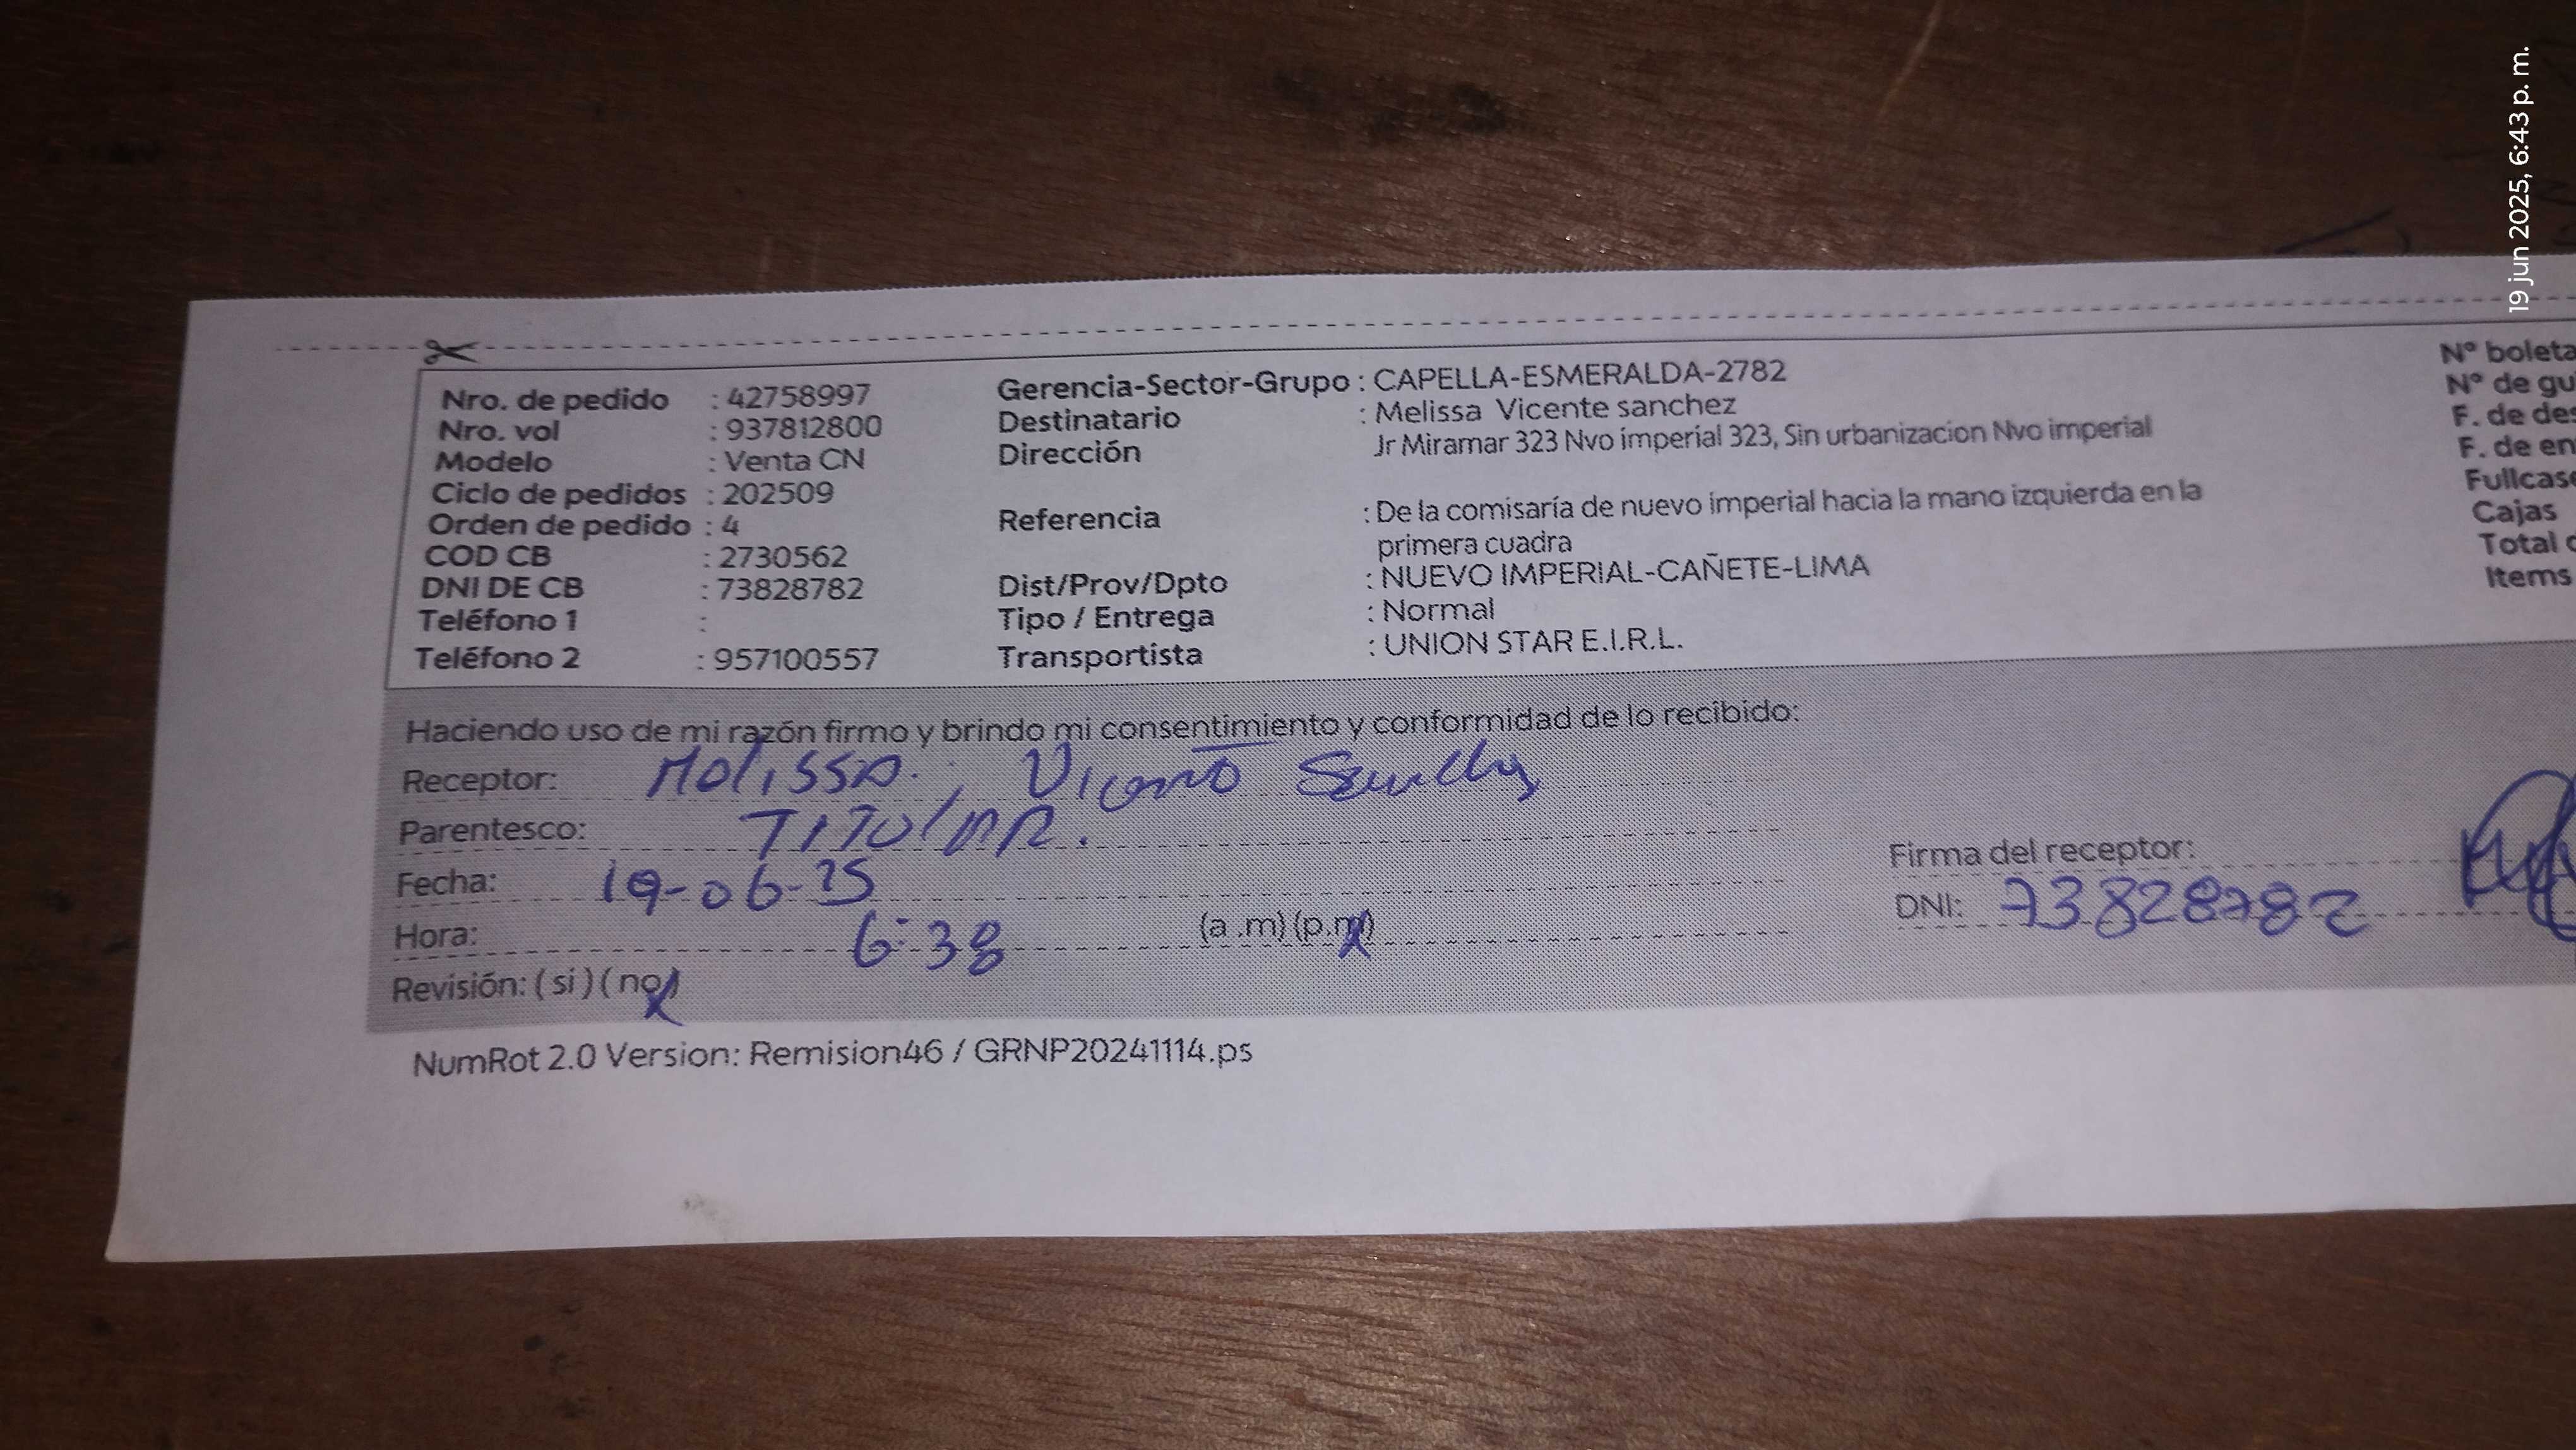 19 jun 2025, 6:43 p. m.
Nro. de pedido : 42758997
Nro. vol : 937812800
Modelo : Venta CN
Ciclo de pedidos : 202509
Orden de pedido : 4
COD CB : 2730562
DNI DE CB : 73828782
Teléfono 1 :
Teléfono 2 : 957100557
Gerencia-Sector-Grupo : CAPELLA-ESMERALDA-2782
Destinatario : Melissa Vicente sanchez
Dirección Jr Miramar 323 Nvo imperial 323, Sin urbanizacion Nvo imperial
Referencia : De la comisaría de nuevo imperial hacia la mano izquierda en la
primera cuadra
Dist/Prov/Dpto : NUEVO IMPERIAL-CAÑETE-LIMA
Tipo / Entrega : Normal
Transportista : UNION STAR E.I.R.L.
N° boleta
N° de gu
F. de des
F. de en
Fullcase
Cajas
Total
Items
Haciendo uso de mi razón firmo y brindo mi consentimiento y conformidad de lo recibido:
Receptor: Melissa Vicente
Parentesco: TITULAR.
Fecha: 19-06-25
Hora: 6:38 (a .m) (p.m)
Revisión: ( si ) ( no )
Firma del receptor:
DNI: 73828782
NumRot 2.0 Version: Remision46 / GRNP20241114.ps